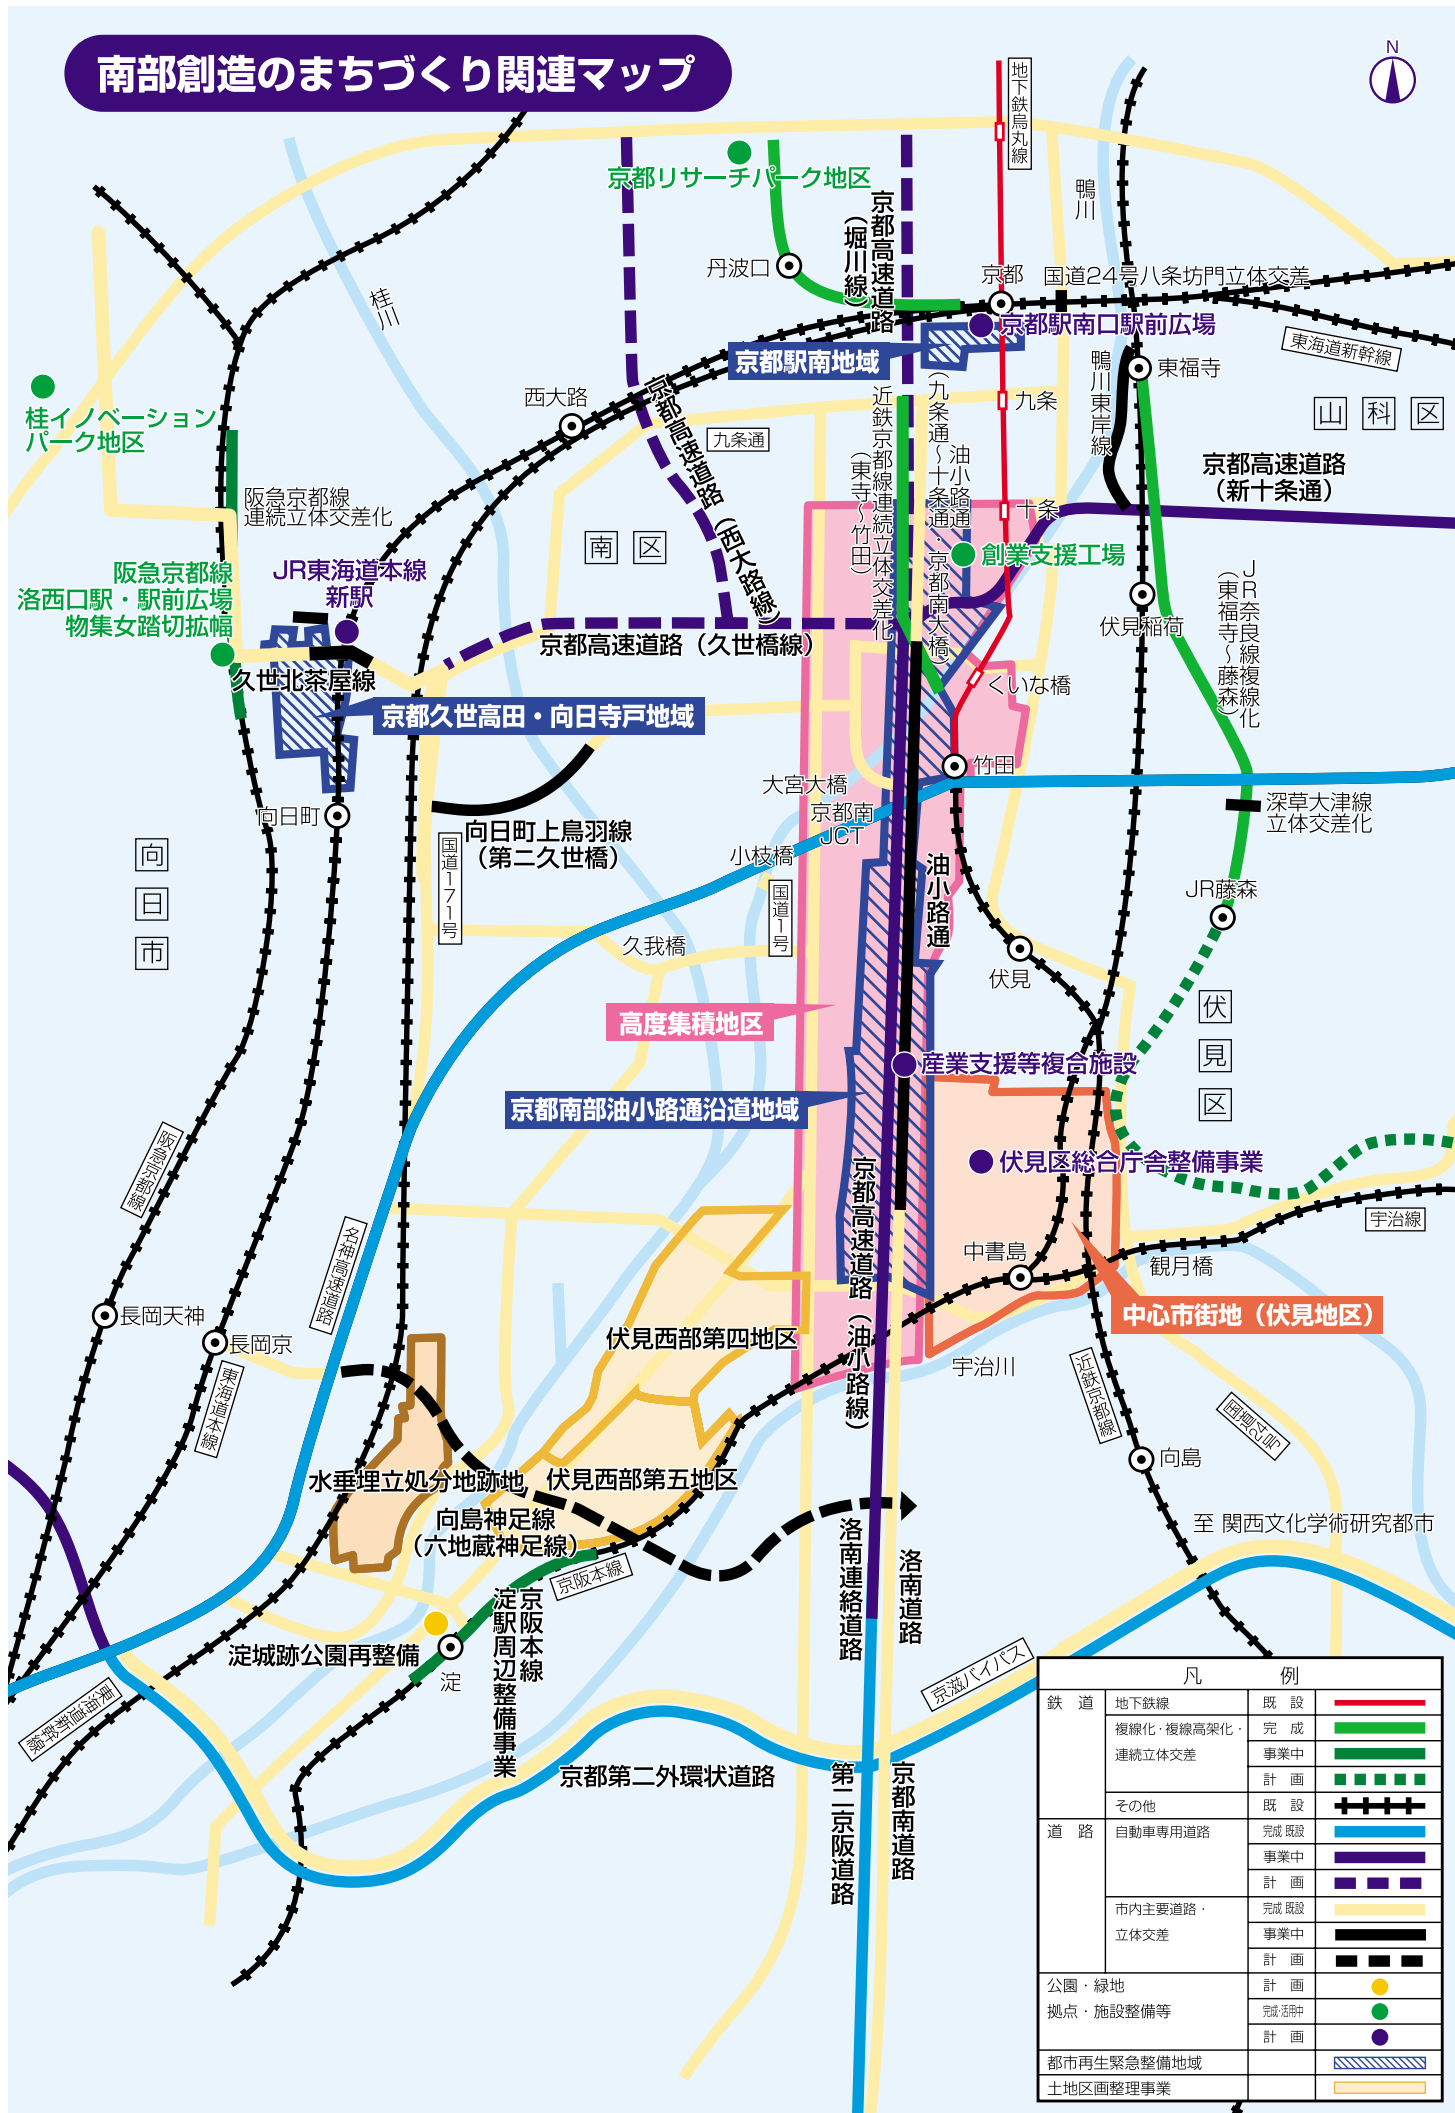 南部創造のまちづくり関連マップ
N
地下鉄烏丸線
京都リサーチパーク地区
鴨川
京都高速道路
（堀川線）
丹波口
京都
国道24号八条坊門立体交差
桂川
京都駅南口駅前広場
東海道新幹線
京都駅南地域
鴨川東岸線
東福寺
西大路
九条
山科区
桂イノベーション
パーク地区
九条通
京都高速道路（西大路線）
近鉄京都線連続立体交差化
（東寺～竹田）
油小路通
（九条通～十条通・京都南大橋）
京都高速道路
（新十条通）
阪急京都線
連続立体交差化
十条
南区
創業支援工場
JR東海道本線
新駅
阪急京都線
洛西口駅・駅前広場
物集女踏切拡幅
JR奈良線複線化
（東福寺～藤森）
伏見稲荷
京都高速道路（久世橋線）
久世北茶屋線
くいな橋
京都久世高田・向日寺戸地域
竹田
大宮大橋
向日町
京都南
JCT
深草大津線
立体交差化
向日町上鳥羽線
（第二久世橋）
国道171号
小枝橋
向日市
油小路通
国道1号
JR藤森
久我橋
伏見
伏見区
高度集積地区
産業支援等複合施設
京都南部油小路通沿道地域
阪急京都線
伏見区総合庁舎整備事業
京都高速道路（油小路線）
名神高速道路
宇治線
中書島
観月橋
長岡天神
中心市街地（伏見地区）
長岡京
伏見西部第四地区
宇治川
東海道本線
近鉄京都線
国道24号
向島
水垂埋立処分地跡地
伏見西部第五地区
向島神足線
（六地蔵神足線）
至 関西文化学術研究都市
洛南連絡道路
洛南道路
京阪本線
京阪本線
淀駅周辺整備事業
淀城跡公園再整備
淀
京滋バイパス
東海道新幹線
京都第二外環状道路
第二京阪道路
京都南道路
凡　例
鉄　道　地下鉄線　既　設
複線化・複線高架化・　完　成
連続立体交差　事業中
計　画
その他　既　設
道　路　自動車専用道路　完成 既設
事業中
計　画
市内主要道路・　完成 既設
立体交差　事業中
計　画
公園・緑地　計　画
拠点・施設整備等　完成・活用中
計　画
都市再生緊急整備地域
土地区画整理事業